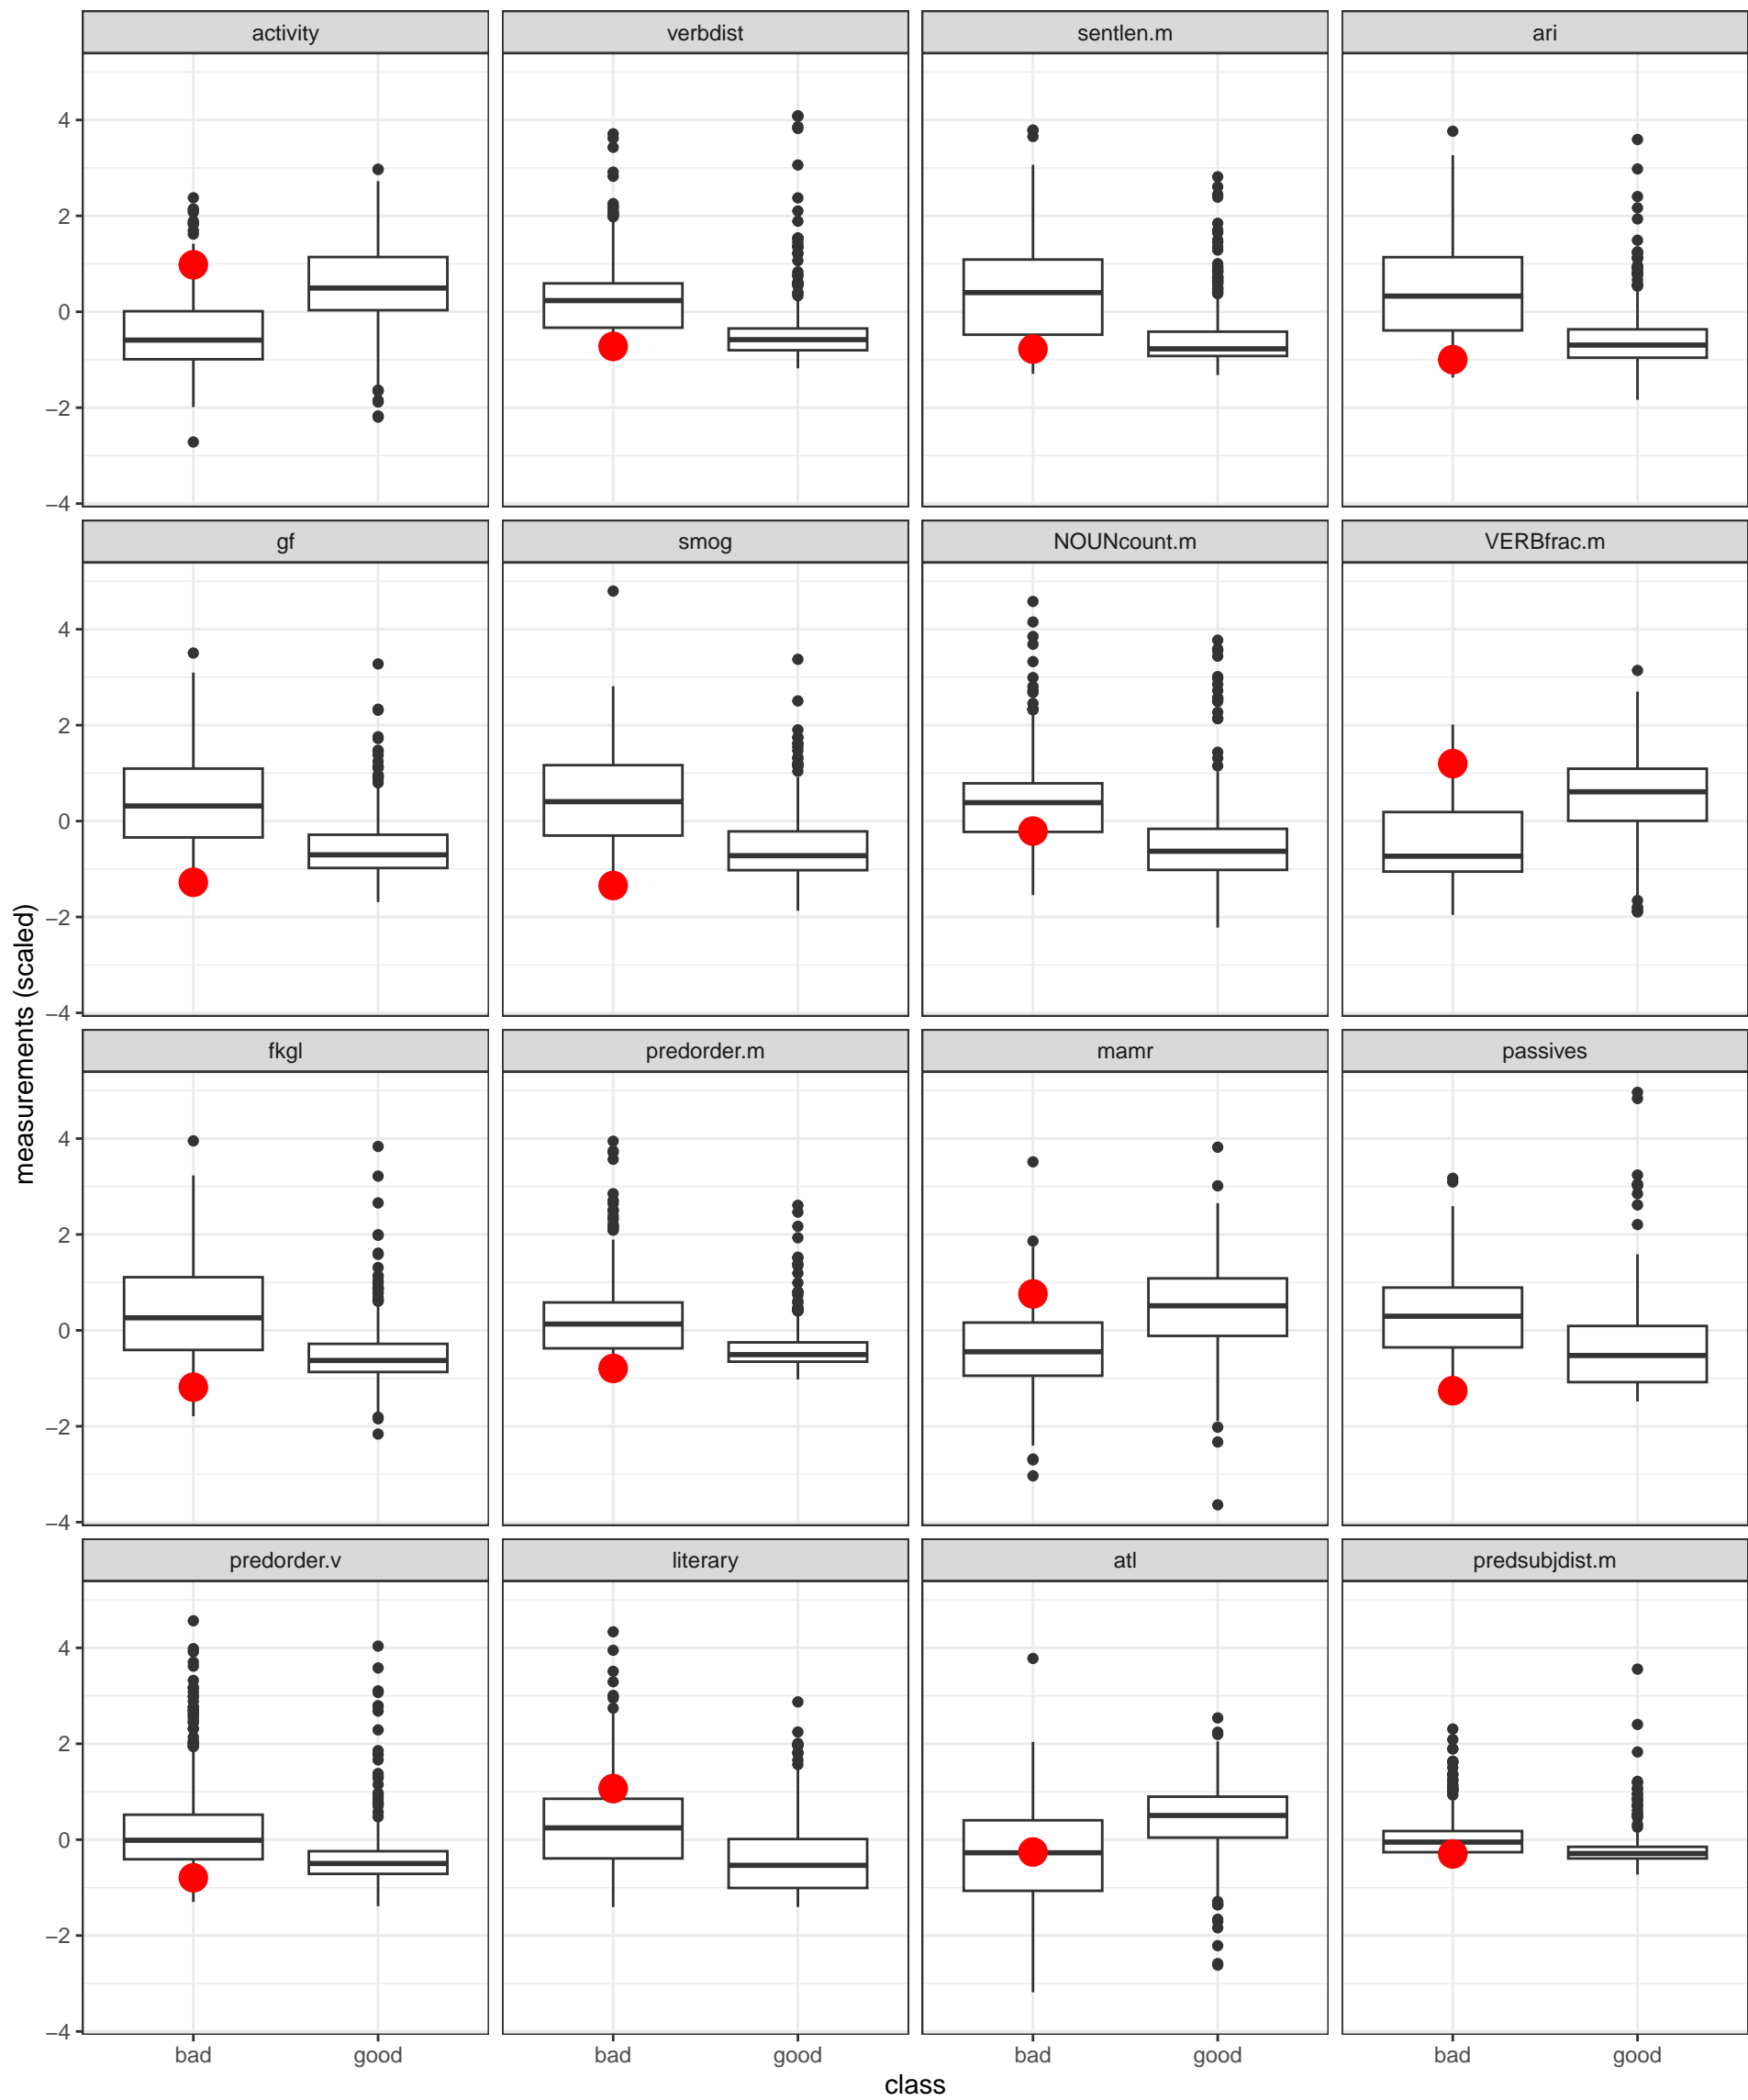 activity verbdist sentlen.m ari
4
2
0
−2
−4
gf smog NOUNcount.m VERBfrac.m
4
2
0
−2
−4
fkgl predorder.m mamr passives
4
2
0
−2
−4
predorder.v literary atl predsubjdist.m
4
2
0
−2
−4
bad good bad good bad good bad good
class
measurements (scaled)